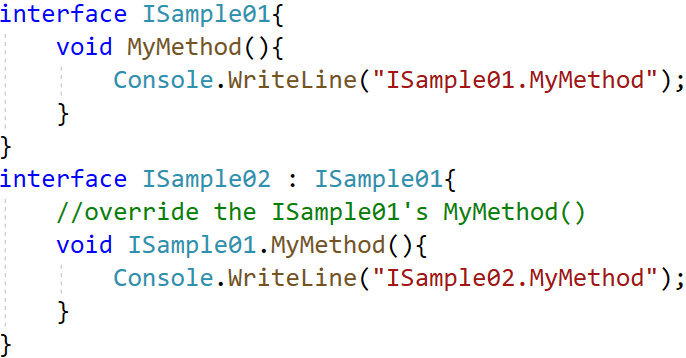 interface ISample01{
    void MyMethod(){
        Console.WriteLine("ISample01.MyMethod");
    }
}
interface ISample02 : ISample01{
    //override the ISample01's MyMethod()
    void ISample01.MyMethod(){
        Console.WriteLine("ISample02.MyMethod");
    }
}